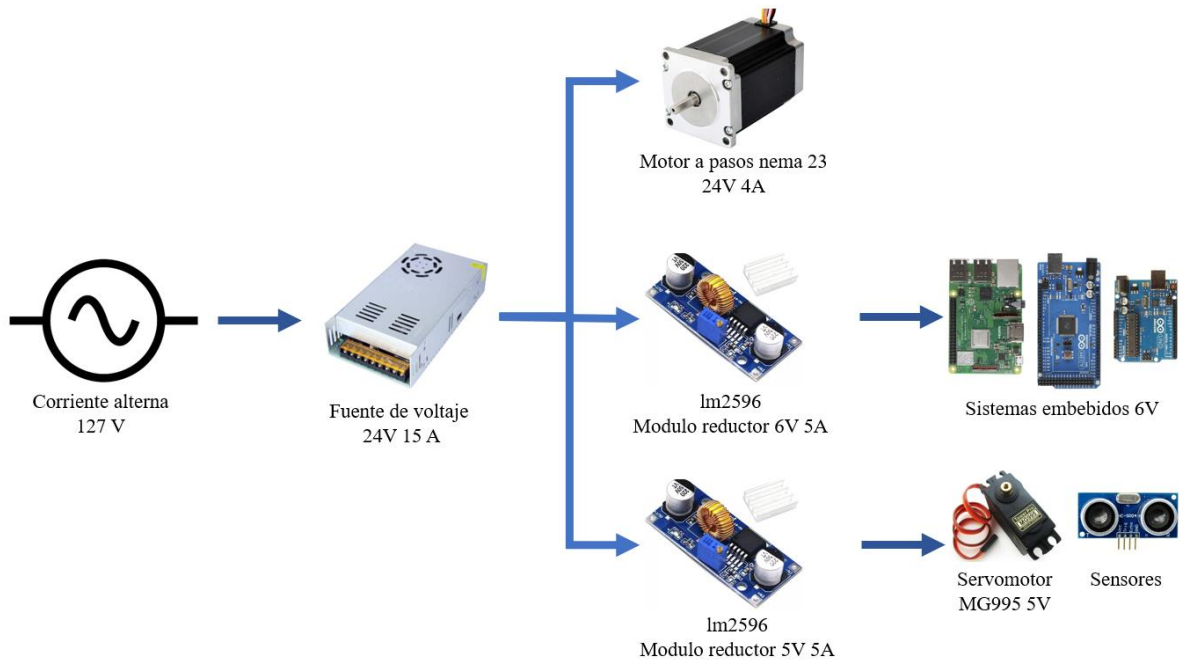 Motor a pasos nema 23
24V 4A
Corriente alterna
127 V
Fuente de voltaje
24V 15 A
lm2596
Modulo reductor 6V 5A
Sistemas embebidos 6V
lm2596
Modulo reductor 5V 5A
Servomotor
MG995 5V
Sensores